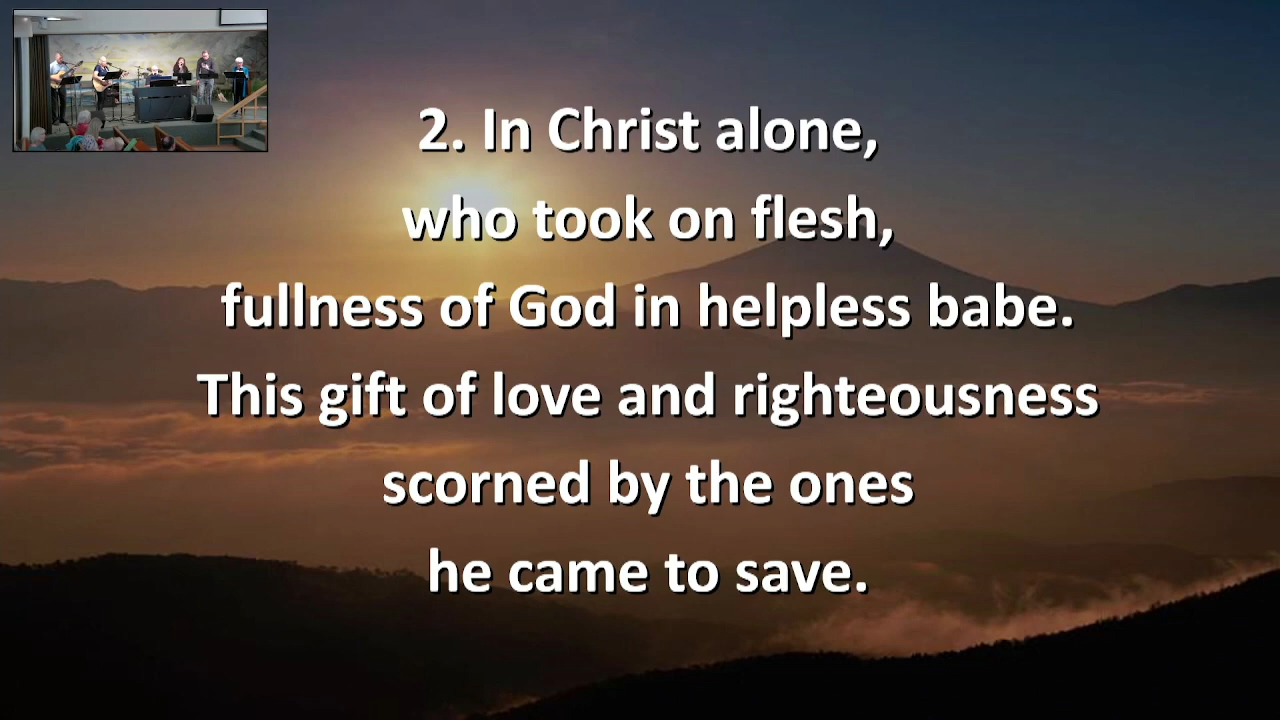 2. In Christ alone,
who took on flesh,
fullness of God in helpless babe.
This gift of love and righteousness
scorned by the ones
he came to save.